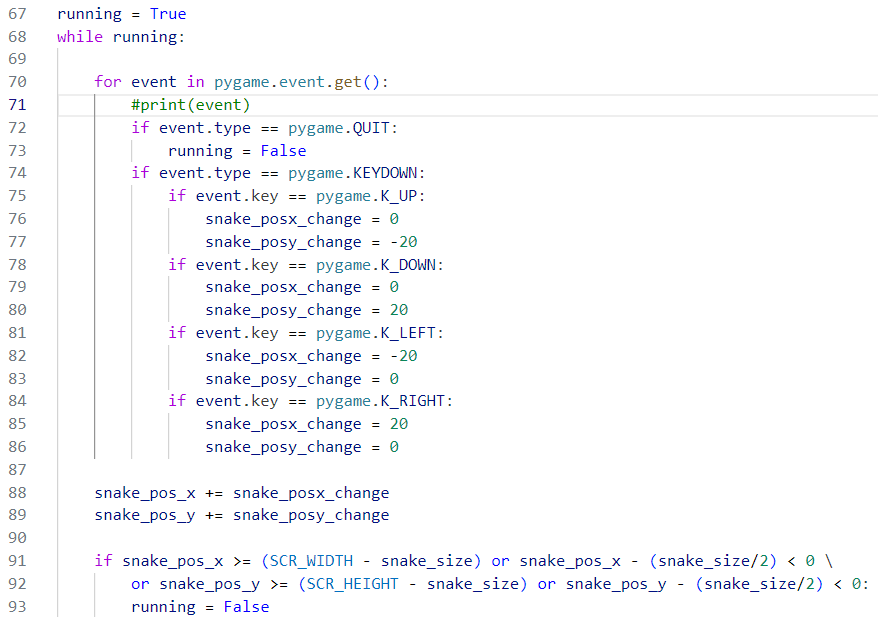 67 running = True
68 while running:
69
70     for event in pygame.event.get():
71         #print(event)
72         if event.type == pygame.QUIT:
73             running = False
74         if event.type == pygame.KEYDOWN:
75             if event.key == pygame.K_UP:
76                 snake_posx_change = 0
77                 snake_posy_change = -20
78             if event.key == pygame.K_DOWN:
79                 snake_posx_change = 0
80                 snake_posy_change = 20
81             if event.key == pygame.K_LEFT:
82                 snake_posx_change = -20
83                 snake_posy_change = 0
84             if event.key == pygame.K_RIGHT:
85                 snake_posx_change = 20
86                 snake_posy_change = 0
87
88     snake_pos_x += snake_posx_change
89     snake_pos_y += snake_posy_change
90
91     if snake_pos_x >= (SCR_WIDTH - snake_size) or snake_pos_x - (snake_size/2) < 0 \
92         or snake_pos_y >= (SCR_HEIGHT - snake_size) or snake_pos_y - (snake_size/2) < 0:
93         running = False